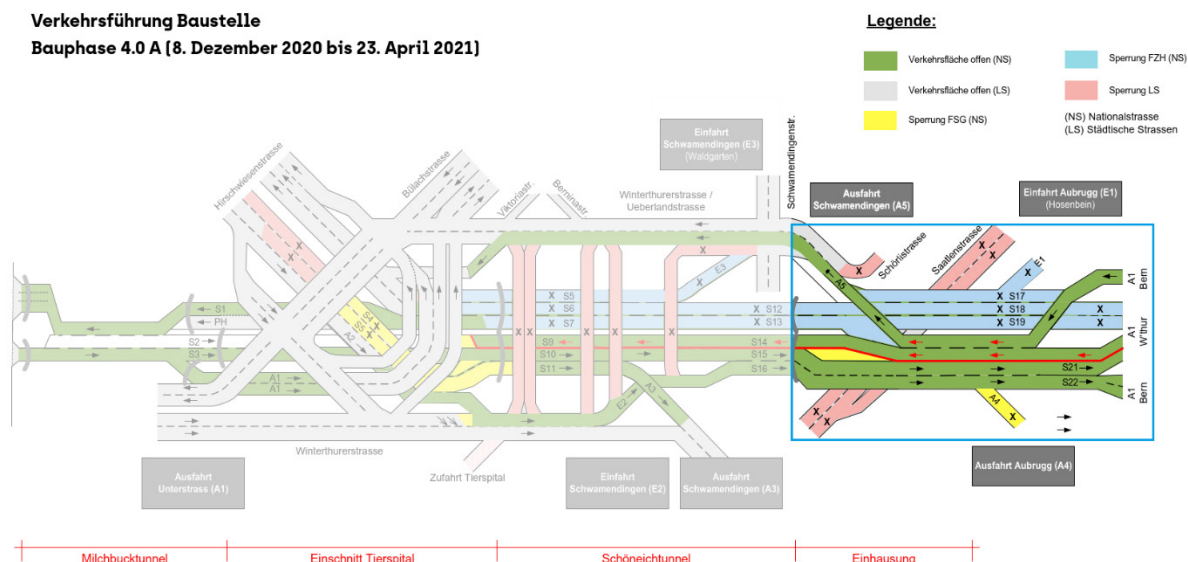 Verkehrsführung Baustelle
Bauphase 4.0 A (8. Dezember 2020 bis 23. April 2021)
Legende:
Verkehrsfläche offen (NS)
Sperrung FZH (NS)
Verkehrsfläche offen (LS)
Sperrung LS
Sperrung FSG (NS)
(NS) Nationalstrasse
(LS) Städtische Strassen
Einfahrt
Schwamendingen (E3)
(Waldgarten)
Schwamendingenstr.
Ausfahrt
Schwamendingen (A5)
Einfahrt Aubrugg (E1)
(Hosenbein)
Hirschwiesenstrasse
Bülachstrasse
Viktoriastr.
Berninastr.
Winterthurerstrasse /
Ueberlandstrasse
Schörlistrasse
Saatlenstrasse
E1
A1
Bern
X
X
X
X
X
X
X
E3
A5
S5
S6
S7
X
X
X
X
X
S12
S13
X
X
X
S17
S18
S19
X
X
A1
W'thur
S1
PH
S2
S3
A2
X
X
X
X
S9
S10
S11
S14
S15
S16
S21
S22
A1
Bern
A1
A1
E2
A3
A4
X
X
X
Winterthurerstrasse
Zufahrt Tierspital
Ausfahrt
Unterstrass (A1)
Einfahrt
Schwamendingen (E2)
Ausfahrt
Schwamendingen (A3)
Ausfahrt Aubrugg (A4)
Milchbucktunnel
Einschnitt Tierspital
Schöneichtunnel
Einhausung